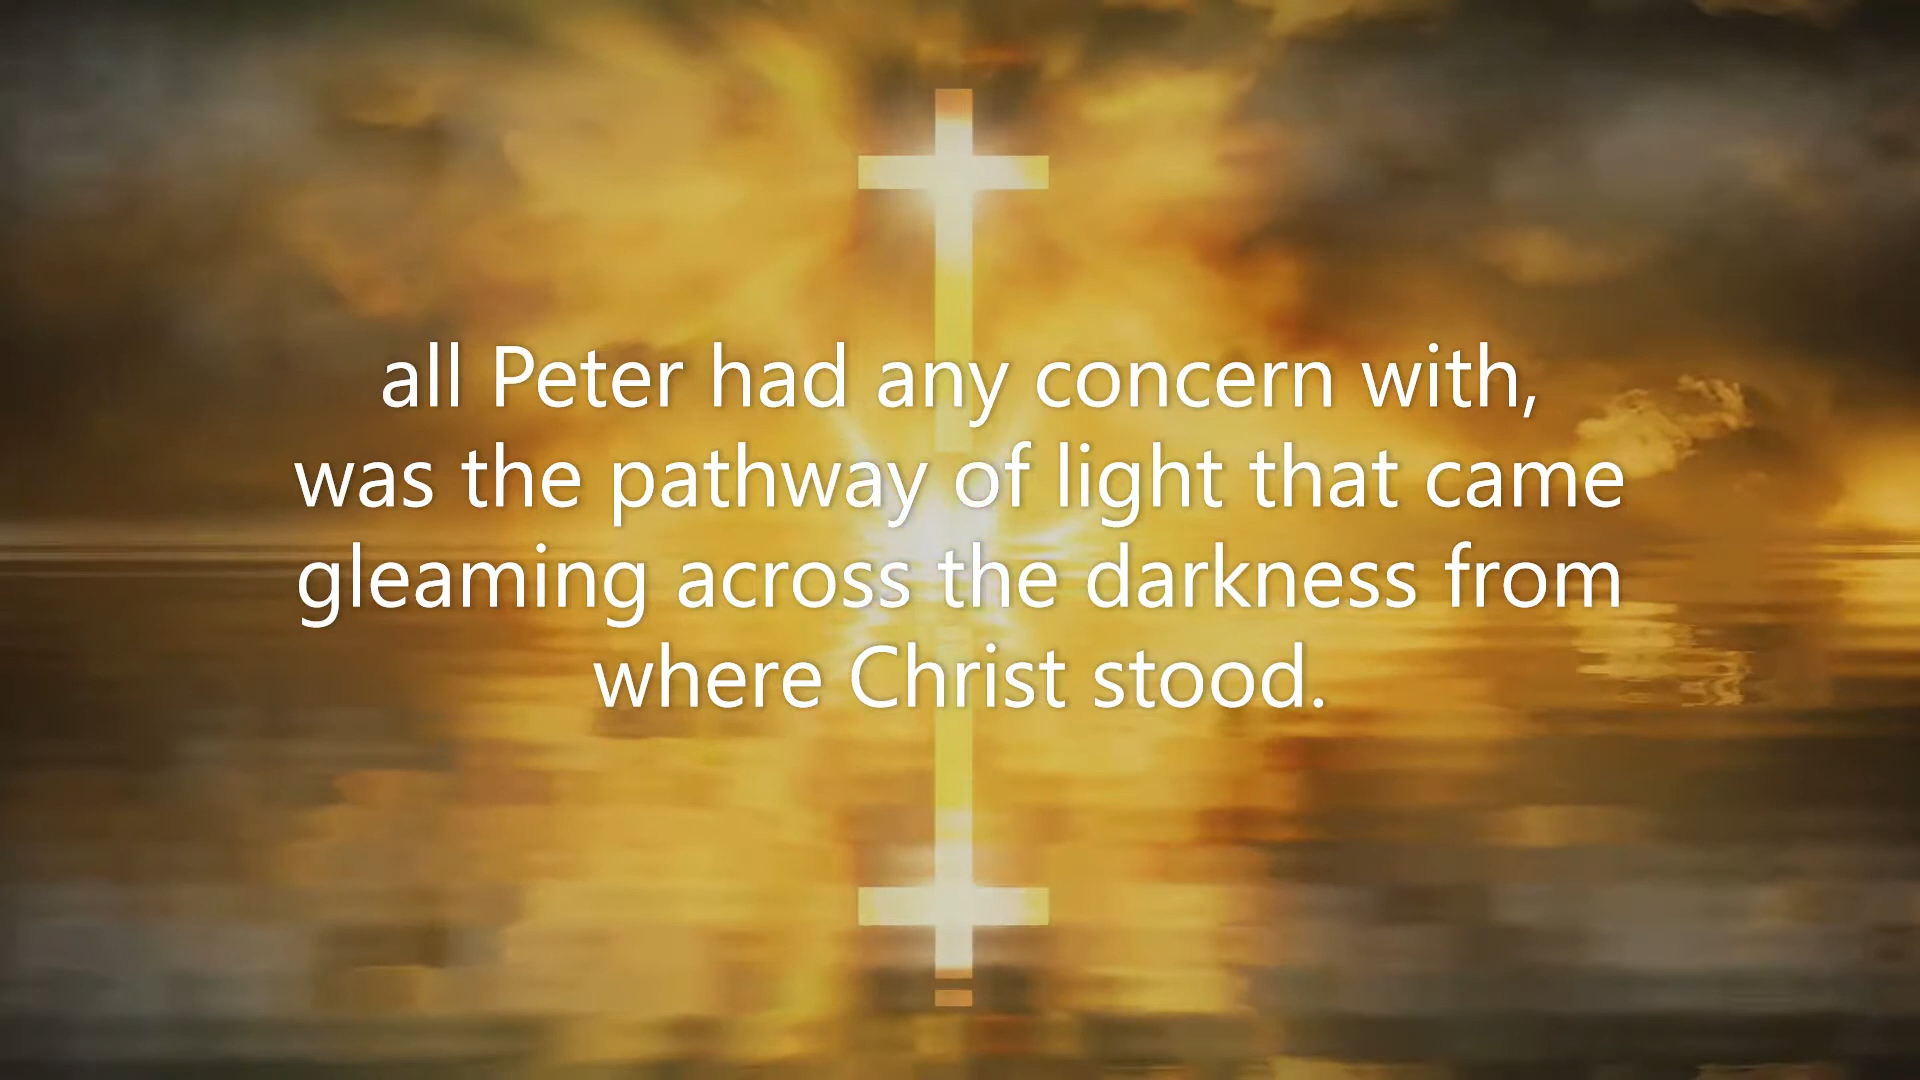 all Peter had any concern with,
was the pathway of light that came
gleaming across the darkness from
where Christ stood.